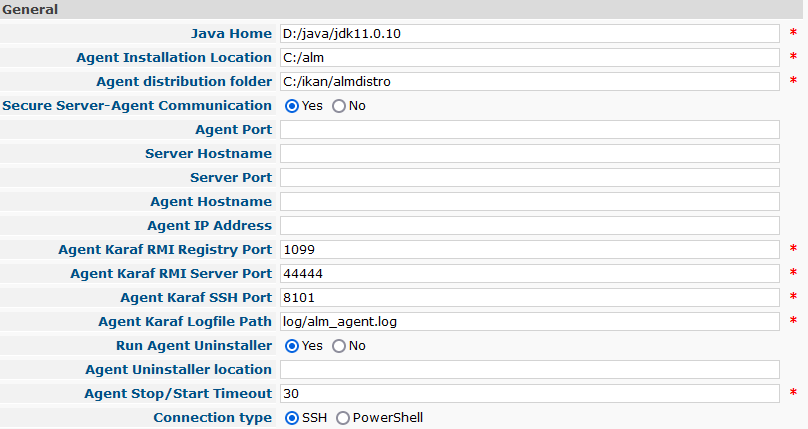 General
Java Home D:/java/jdk11.0.10 *
Agent Installation Location C:/alm *
Agent distribution folder C:/ikan/almdistro *
Secure Server-Agent Communication Yes No
Agent Port
Server Hostname
Server Port
Agent Hostname
Agent IP Address
Agent Karaf RMI Registry Port 1099 *
Agent Karaf RMI Server Port 44444 *
Agent Karaf SSH Port 8101 *
Agent Karaf Logfile Path log/alm_agent.log *
Run Agent Uninstaller Yes No
Agent Uninstaller location
Agent Stop/Start Timeout 30 *
Connection type SSH PowerShell